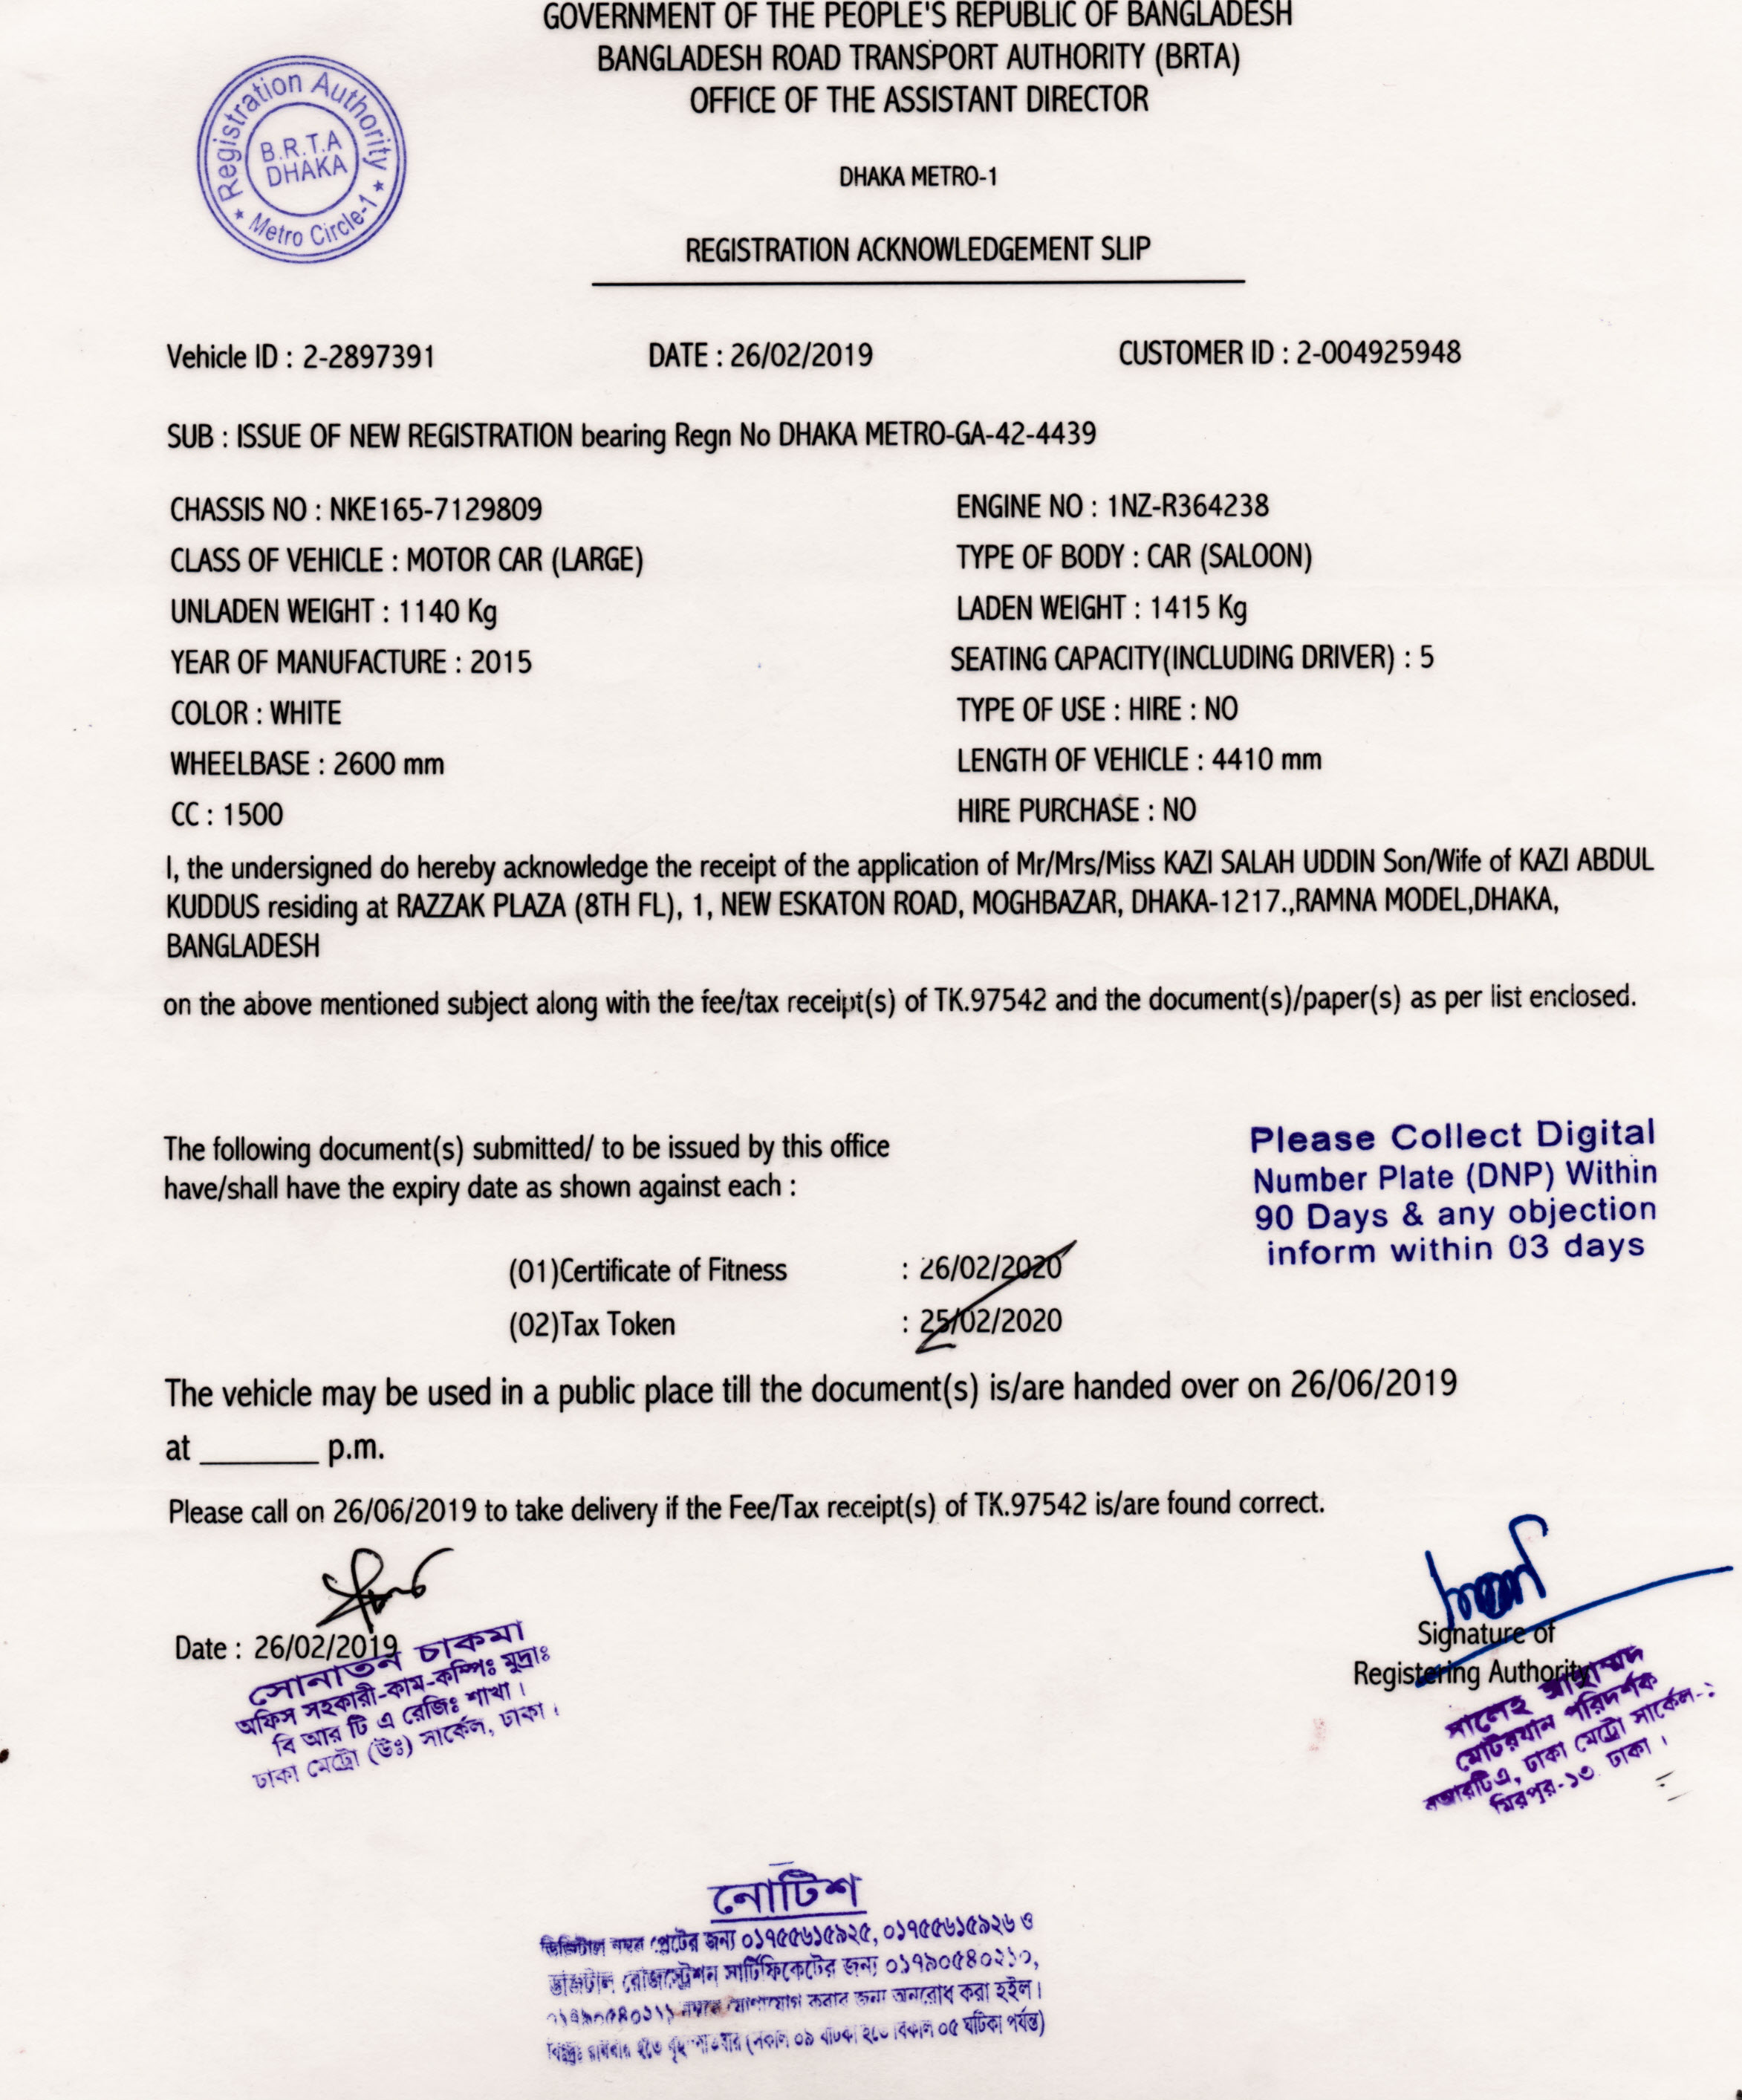 GOVERNMENT OF THE PEOPLE'S REPUBLIC OF BANGLADESH
BANGLADESH ROAD TRANSPORT AUTHORITY (BRTA)
OFFICE OF THE ASSISTANT DIRECTOR
Registration Authority
B.R.T.A
DHAKA
★ Metro Circle-1 ★
DHAKA METRO-1
REGISTRATION ACKNOWLEDGEMENT SLIP
Vehicle ID : 2-2897391 DATE : 26/02/2019 CUSTOMER ID : 2-004925948
SUB : ISSUE OF NEW REGISTRATION bearing Regn No DHAKA METRO-GA-42-4439
CHASSIS NO : NKE165-7129809 ENGINE NO : 1NZ-R364238
CLASS OF VEHICLE : MOTOR CAR (LARGE) TYPE OF BODY : CAR (SALOON)
UNLADEN WEIGHT : 1140 Kg LADEN WEIGHT : 1415 Kg
YEAR OF MANUFACTURE : 2015 SEATING CAPACITY(INCLUDING DRIVER) : 5
COLOR : WHITE TYPE OF USE : HIRE : NO
WHEELBASE : 2600 mm LENGTH OF VEHICLE : 4410 mm
CC : 1500 HIRE PURCHASE : NO
I, the undersigned do hereby acknowledge the receipt of the application of Mr/Mrs/Miss KAZI SALAH UDDIN Son/Wife of KAZI ABDUL
KUDDUS residing at RAZZAK PLAZA (8TH FL), 1, NEW ESKATON ROAD, MOGHBAZAR, DHAKA-1217.,RAMNA MODEL,DHAKA,
BANGLADESH
on the above mentioned subject along with the fee/tax receipt(s) of TK.97542 and the document(s)/paper(s) as per list enclosed.
The following document(s) submitted/ to be issued by this office
have/shall have the expiry date as shown against each :
Please Collect Digital
Number Plate (DNP) Within
90 Days & any objection
inform within 03 days
(01)Certificate of Fitness : 26/02/2020
(02)Tax Token : 25/02/2020
The vehicle may be used in a public place till the document(s) is/are handed over on 26/06/2019
at ________ p.m.
Please call on 26/06/2019 to take delivery if the Fee/Tax receipt(s) of TK.97542 is/are found correct.
Date : 26/02/2019
সোনাতন চাকমা
অফিস সহকারী-কাম-কম্পিঃ মুদ্রাঃ
বি আর টি এ রেজিঃ শাখা।
ঢাকা মেট্রো (উঃ) সার্কেল, ঢাকা।
Signature of
Registering Authority
সালেহ আহাম্মদ
মোটরযান পরিদর্শক
ঢাকা মেট্রো সার্কেল-
মিরপুর-১৩ ঢাকা।
নোটিশ
ডিজিটাল নম্বর প্লেটের জন্য ০১৭৫৫৬১৫৯২৫, ০১৭৫৫৬১৫৯২৬ ও
ডিজিটাল রেজিস্ট্রেশন সার্টিফিকেটের জন্য ০১৭৯০৫৪০২১০,
যোগাযোগ করার জন্য অনুরোধ করা হইল।
(সকাল ০৯ ঘটিকা হতে বিকাল ০৫ ঘটিকা পর্যন্ত)